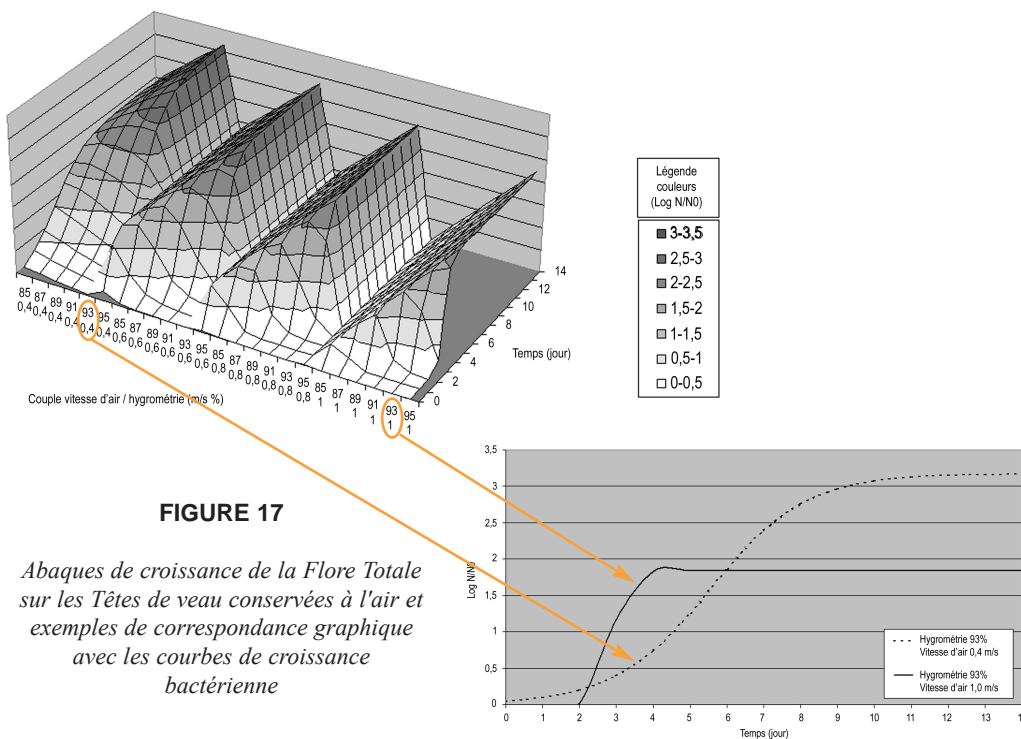 Légende
couleurs
(Log N/N0)
3-3,5
2,5-3
2-2,5
1,5-2
1-1,5
0,5-1
0-0,5
14
12
10
8
6
4
2
0
Temps (jour)
85 87 89 91 93 95 85 87 89 91 93 95 85 87 89 91 93 95 85 87 89 91 93 95
0,4 0,4 0,4 0,4 0,4 0,4 0,6 0,6 0,6 0,6 0,6 0,6 0,8 0,8 0,8 0,8 0,8 0,8 1 1 1 1 1 1
Couple vitesse d'air / hygrométrie (m/s %)
FIGURE 17
Abaques de croissance de la Flore Totale
sur les Têtes de veau conservées à l'air et
exemples de correspondance graphique
avec les courbes de croissance
bactérienne
3,5
3
2,5
2
1,5
1
0,5
0
Log N/N0
0 1 2 3 4 5 6 7 8 9 10 11 12 13
Temps (jour)
Hygrométrie 93%
Vitesse d'air 0,4 m/s
Hygrométrie 93%
Vitesse d'air 1,0 m/s